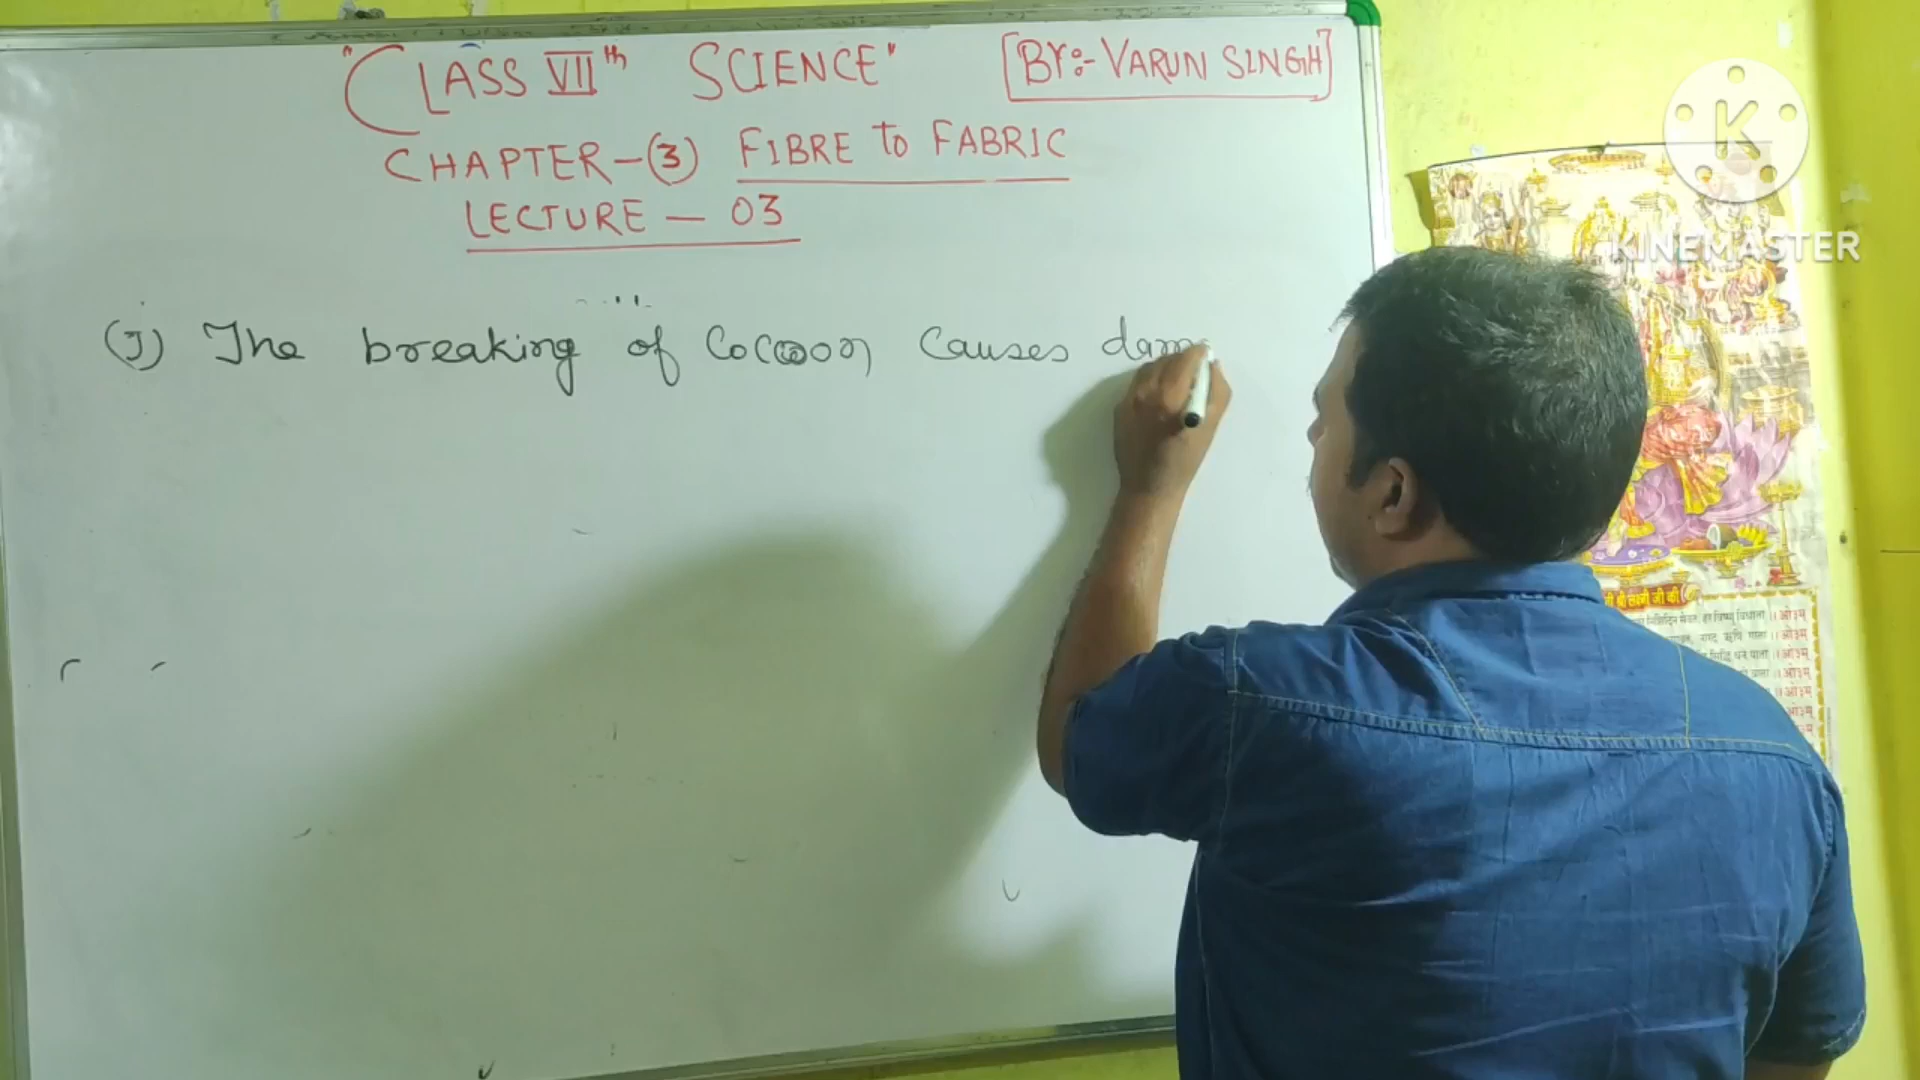 "CLASS VIIth SCIENCE" [BY:- VARUN SINGH]
CHAPTER-(3) FIBRE to FABRIC
LECTURE - 03
(J) The breaking of Cocoon Causes dam
K
KINEMASTER
श्री लक्ष्मी जी की